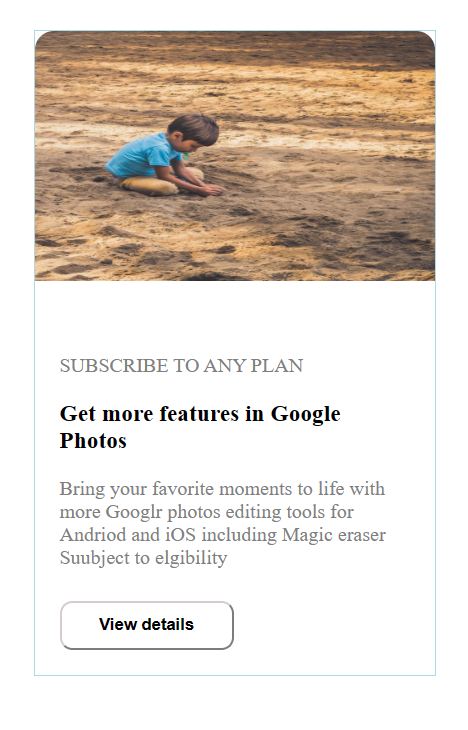 SUBSCRIBE TO ANY PLAN
Get more features in Google
Photos
Bring your favorite moments to life with
more Googlr photos editing tools for
Andriod and iOS including Magic eraser
Suubject to elgibility
View details